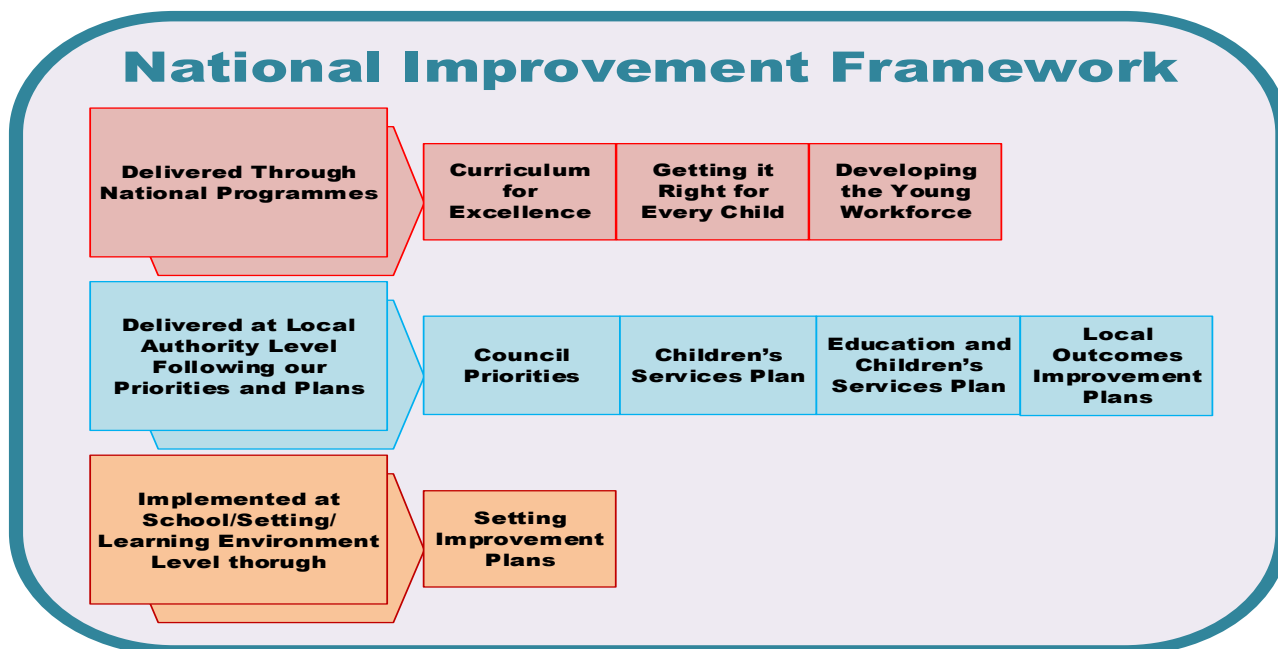 National Improvement Framework
Delivered Through
National Programmes
Curriculum
for
Excellence
Getting it
Right for
Every Child
Developing
the Young
Workforce
Delivered at Local
Authority Level
Following our
Priorities and Plans
Council
Priorities
Children’s
Services Plan
Education and
Children’s
Services Plan
Local
Outcomes
Improvement
Plans
Implemented at
School/Setting/
Learning Environment
Level thorugh
Setting
Improvement
Plans